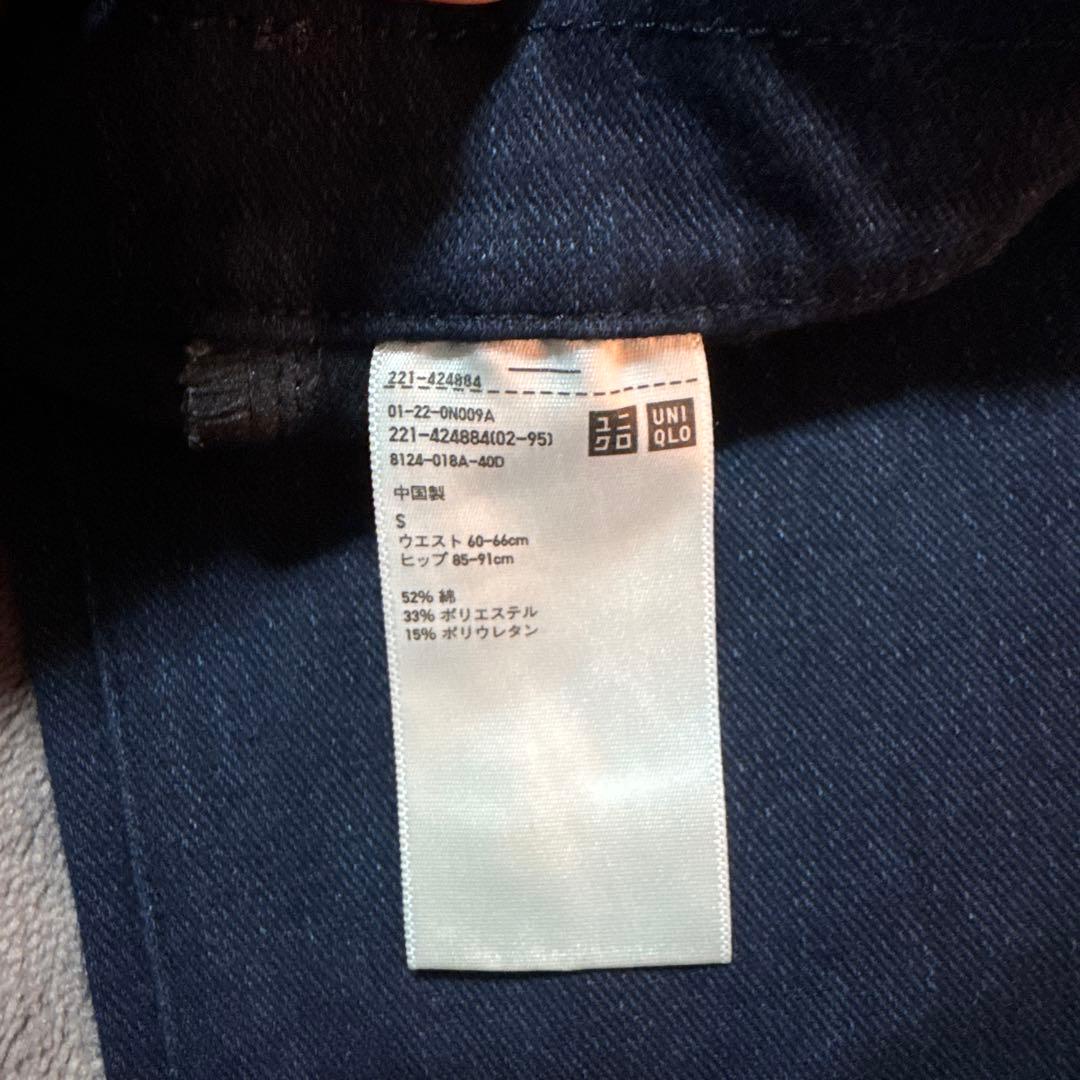 221-424884
01-22-0N009A
221-424884(02-95)
8124-018A-40D
ユニ
クロ
UNI
QLO
中国製
S
ウエスト 60-66cm
ヒップ 85-91cm
52% 綿
33% ポリエステル
15% ポリウレタン